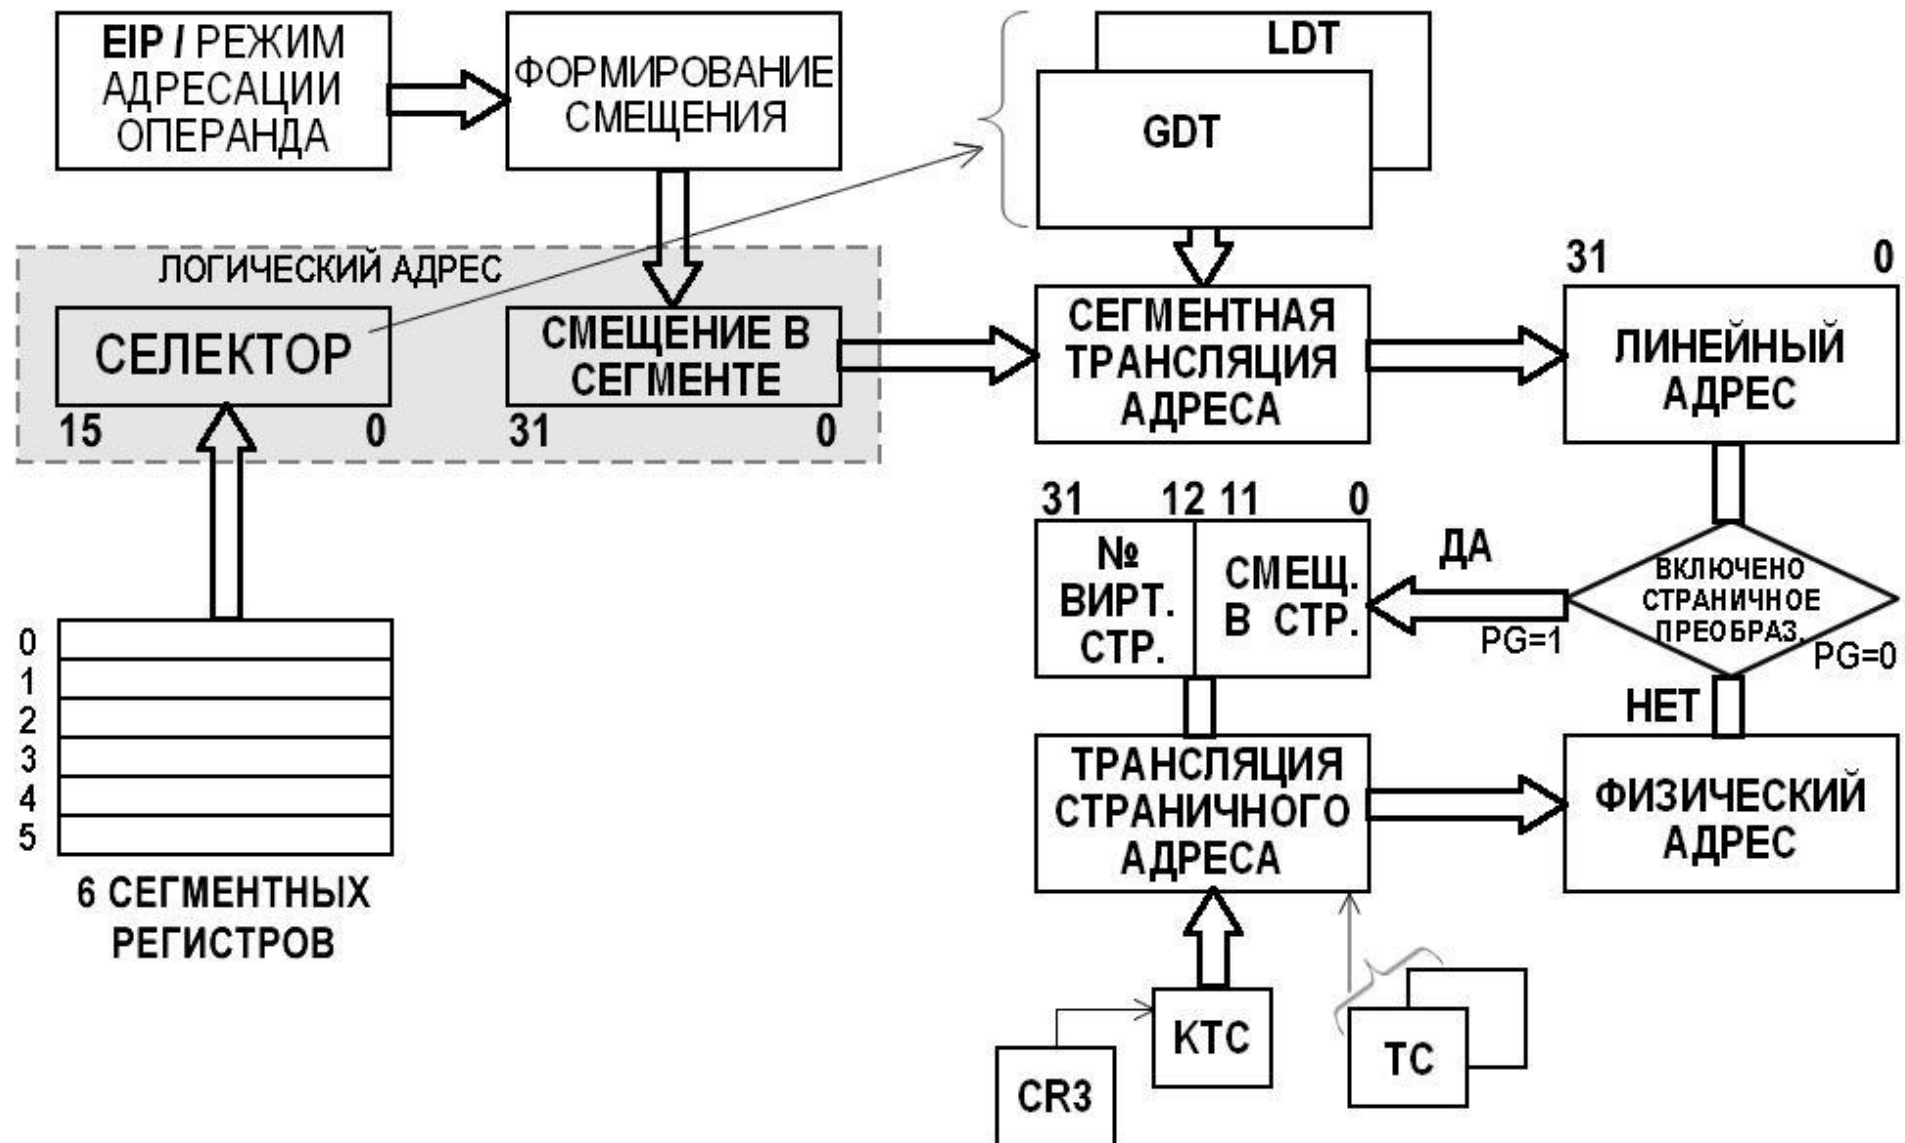 EIP / РЕЖИМ
АДРЕСАЦИИ
ОПЕРАНДА
ФОРМИРОВАНИЕ
СМЕЩЕНИЯ
LDT
GDT
ЛОГИЧЕСКИЙ АДРЕС
СЕЛЕКТОР
15 0
СМЕЩЕНИЕ В
СЕГМЕНТЕ
31 0
СЕГМЕНТНАЯ
ТРАНСЛЯЦИЯ
АДРЕСА
31 0
ЛИНЕЙНЫЙ
АДРЕС
31 12 11 0
№
ВИРТ.
СТР.
СМЕЩ.
В СТР.
ДА
PG=1
ВКЛЮЧЕНО
СТРАНИЧНОЕ
ПРЕОБРАЗ.
PG=0
НЕТ
0
1
2
3
4
5
6 СЕГМЕНТНЫХ
РЕГИСТРОВ
ТРАНСЛЯЦИЯ
СТРАНИЧНОГО
АДРЕСА
ФИЗИЧЕСКИЙ
АДРЕС
CR3
КТС
ТС